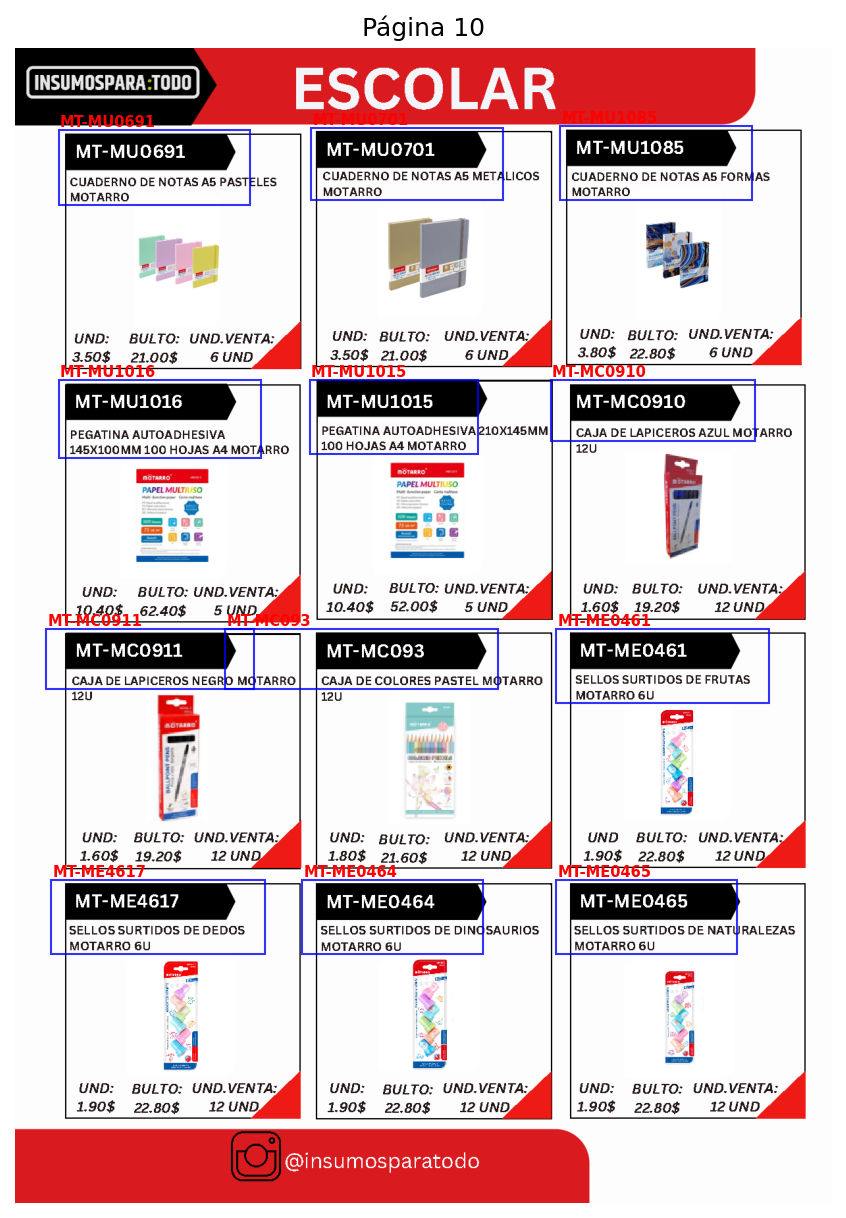 Página 10
INSUMOSPARA:TODO
ESCOLAR
MT-MU0691
MT-MU0691
CUADERNO DE NOTAS A5 PASTELES
MOTARRO
UND: BULTO: UND.VENTA:
3.50$ 21.00$ 6 UND
MT-MU0701
MT-MU0701
CUADERNO DE NOTAS A5 METALICOS
MOTARRO
UND: BULTO: UND.VENTA:
3.50$ 21.00$ 6 UND
MT-MU1085
MT-MU1085
CUADERNO DE NOTAS A5 FORMAS
MOTARRO
UND: BULTO: UND.VENTA:
3.80$ 22.80$ 6 UND
MT-MU1016
MT-MU1016
PEGATINA AUTOADHESIVA
145X100MM 100 HOJAS A4 MOTARRO
MOTARRO
PAPEL MULTIUSO
UND: BULTO: UND.VENTA:
10.40$ 62.40$ 5 UND
MT-MU1015
MT-MU1015
PEGATINA AUTOADHESIVA 210X145MM
100 HOJAS A4 MOTARRO
MOTARRO
PAPEL MULTIUSO
UND: BULTO: UND.VENTA:
10.40$ 52.00$ 5 UND
MT-MC0910
MT-MC0910
CAJA DE LAPICEROS AZUL MOTARRO
12U
MOTARRO
BALLPOINT PENS
UND: BULTO: UND.VENTA:
1.60$ 19.20$ 12 UND
MT-MC0911
MT-MC0911
CAJA DE LAPICEROS NEGRO MOTARRO
12U
MOTARRO
BALLPOINT PENS
UND: BULTO: UND.VENTA:
1.60$ 19.20$ 12 UND
MT-MC093
MT-MC093
CAJA DE COLORES PASTEL MOTARRO
12U
COLORED PENCILS
UND: BULTO: UND.VENTA:
1.80$ 21.60$ 12 UND
MT-ME0461
MT-ME0461
SELLOS SURTIDOS DE FRUTAS
MOTARRO 6U
UND BULTO: UND.VENTA:
1.90$ 22.80$ 12 UND
MT-ME4617
MT-ME4617
SELLOS SURTIDOS DE DEDOS
MOTARRO 6U
UND: BULTO: UND.VENTA:
1.90$ 22.80$ 12 UND
MT-ME0464
MT-ME0464
SELLOS SURTIDOS DE DINOSAURIOS
MOTARRO 6U
UND: BULTO: UND.VENTA:
1.90$ 22.80$ 12 UND
MT-ME0465
MT-ME0465
SELLOS SURTIDOS DE NATURALEZAS
MOTARRO 6U
UND: BULTO: UND.VENTA:
1.90$ 22.80$ 12 UND
@insumosparatodo